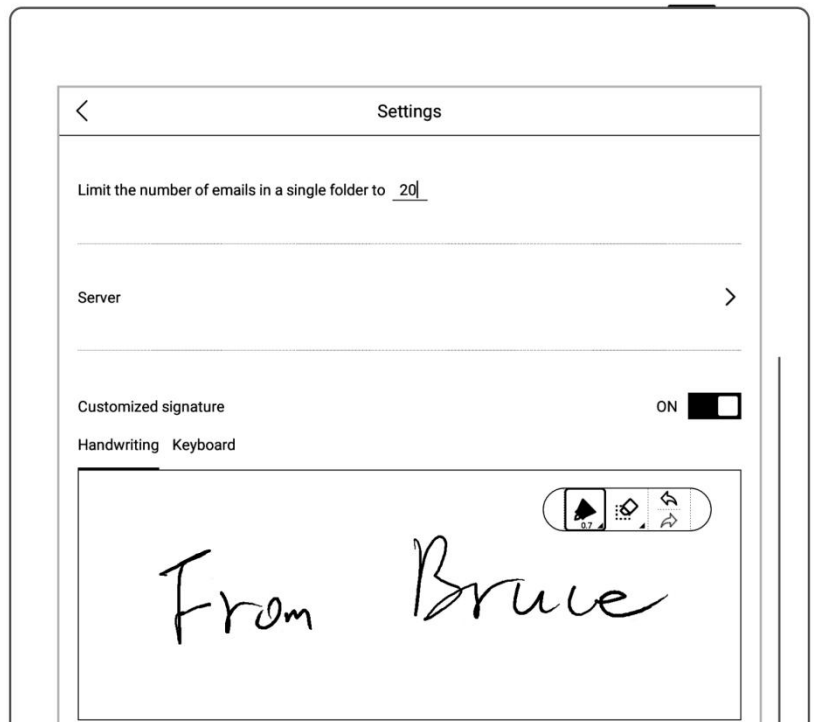 Settings
Limit the number of emails in a single folder to 20
Server
Customized signature ON
Handwriting Keyboard
0.7
From Bruce